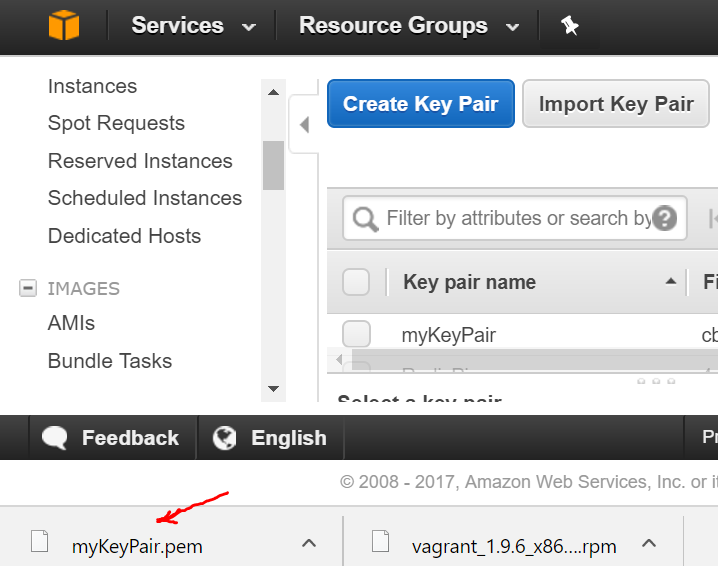 Services
Resource Groups
Instances
Spot Requests
Reserved Instances
Scheduled Instances
Dedicated Hosts
IMAGES
AMIs
Bundle Tasks
Create Key Pair
Import Key Pair
Filter by attributes or search by
Key pair name
Fi
myKeyPair
cb
Select a key pair
Feedback
English
Pr
© 2008 - 2017, Amazon Web Services, Inc. or it
myKeyPair.pem
vagrant_1.9.6_x86....rpm